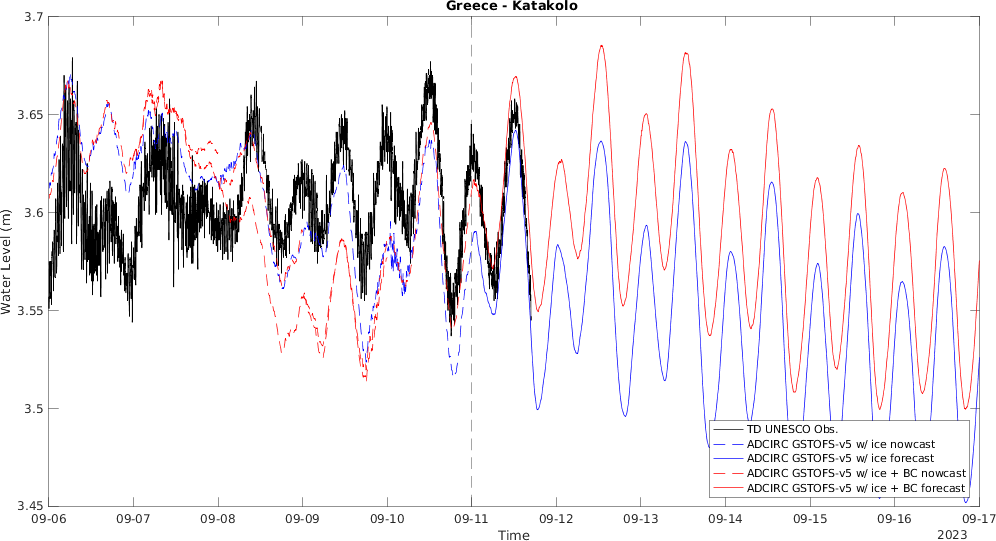 Greece - Katakolo
3.7
3.65
3.6
3.55
3.5
3.45
Water Level (m)
TD UNESCO Obs.
ADCIRC GSTOFS-v5 w/ ice nowcast
ADCIRC GSTOFS-v5 w/ ice forecast
ADCIRC GSTOFS-v5 w/ ice + BC nowcast
ADCIRC GSTOFS-v5 w/ ice + BC forecast
09-06 09-07 09-08 09-09 09-10 09-11 09-12 09-13 09-14 09-15 09-16 09-17
Time
2023